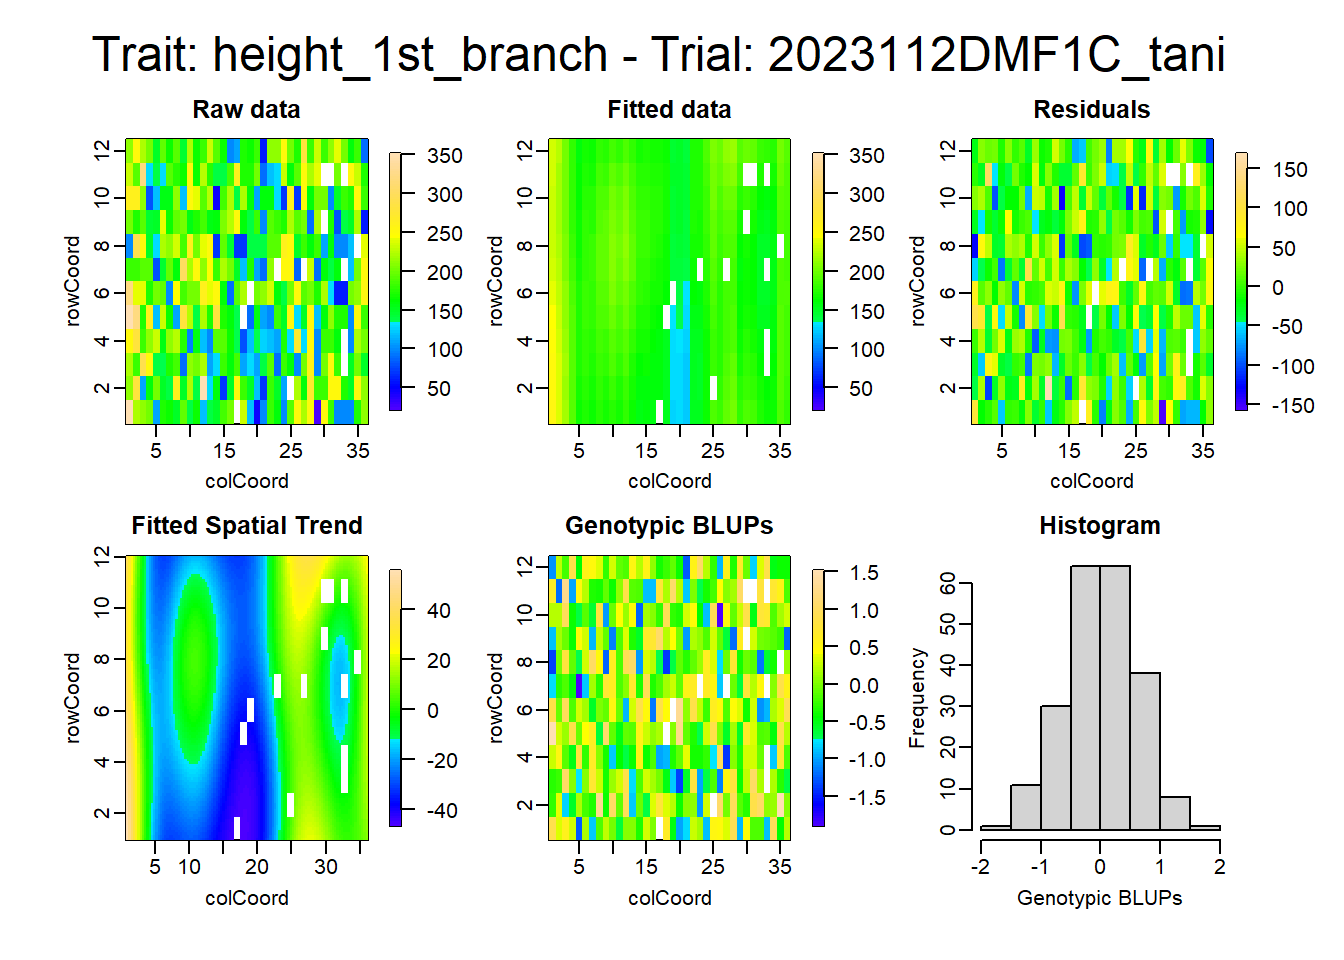 Trait: height_1st_branch - Trial: 2023112DMF1C_tani
Raw data
12
10
8
6
4
2
rowCoord
5 15 25 35
colCoord
350
300
250
200
150
100
50
Fitted data
12
10
8
6
4
2
rowCoord
5 15 25 35
colCoord
350
300
250
200
150
100
50
Residuals
12
10
8
6
4
2
rowCoord
5 15 25 35
colCoord
150
100
50
0
-50
-100
-150
Fitted Spatial Trend
12
10
8
6
4
2
rowCoord
5 10 20 30
colCoord
40
20
0
-20
-40
Genotypic BLUPs
12
10
8
6
4
2
rowCoord
5 15 25 35
colCoord
1.5
1.0
0.5
0.0
-0.5
-1.0
-1.5
Histogram
60
50
40
30
20
10
0
Frequency
-2 -1 0 1 2
Genotypic BLUPs